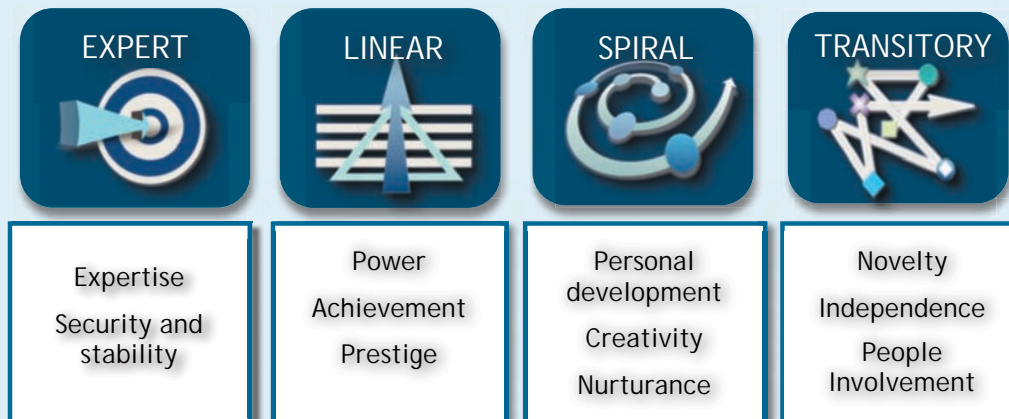 EXPERT
LINEAR
SPIRAL
TRANSITORY
Expertise
Security and
stability
Power
Achievement
Prestige
Personal
development
Creativity
Nurturance
Novelty
Independence
People
Involvement